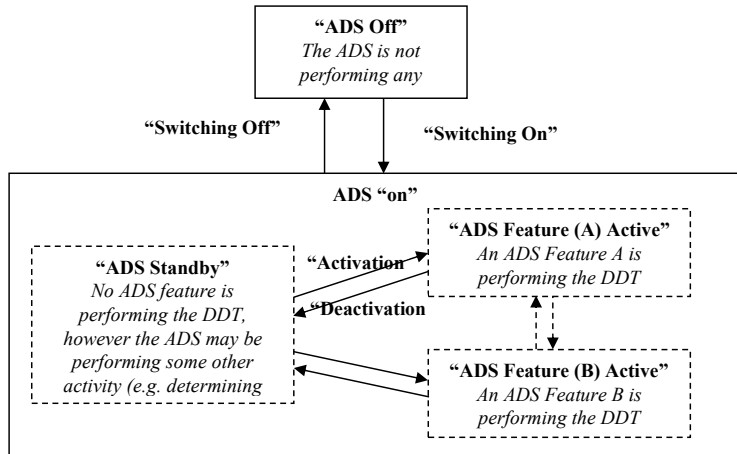 “ADS Off”
The ADS is not
performing any
“Switching Off”
“Switching On”
ADS “on”
“ADS Standby”
No ADS feature is
performing the DDT,
however the ADS may be
performing some other
activity (e.g. determining
“Activation
“Deactivation
“ADS Feature (A) Active”
An ADS Feature A is
performing the DDT
“ADS Feature (B) Active”
An ADS Feature B is
performing the DDT